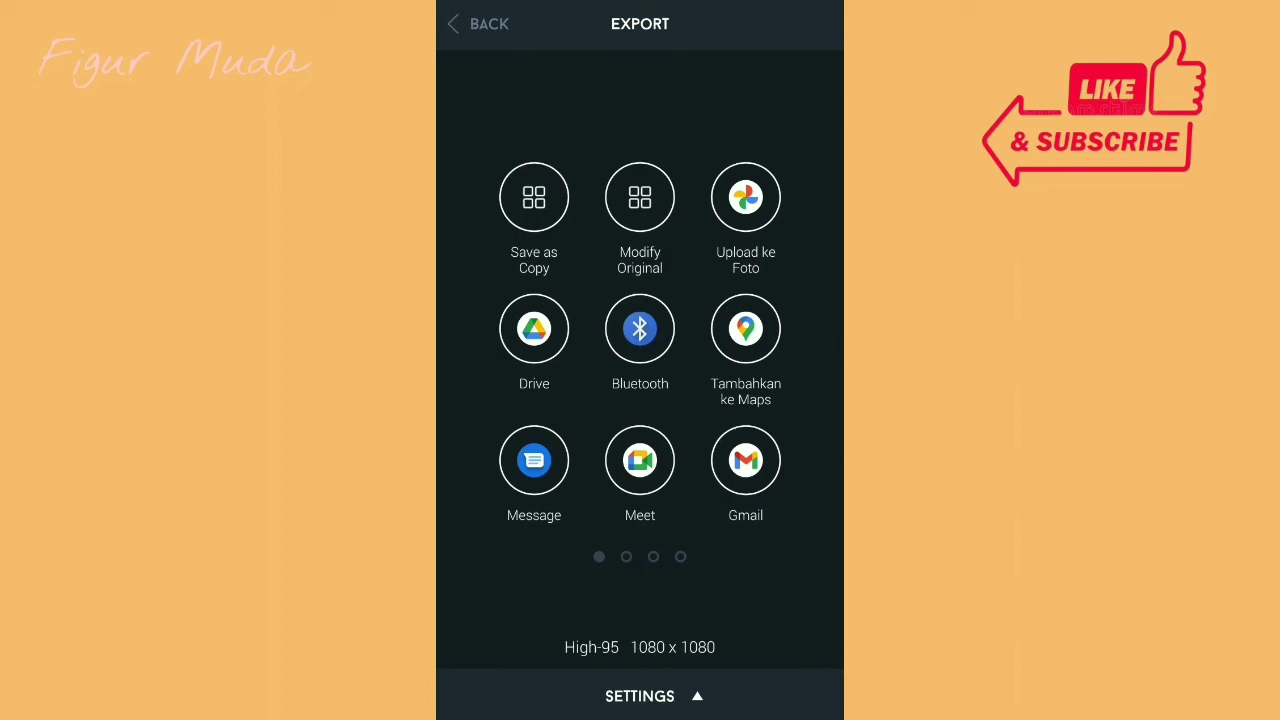 Figur Muda
BACK
EXPORT
LIKE
& SUBSCRIBE
Save as
Copy
Modify
Original
Upload ke
Foto
Drive
Bluetooth
Tambahkan
ke Maps
Message
Meet
Gmail
High-95 1080 x 1080
SETTINGS